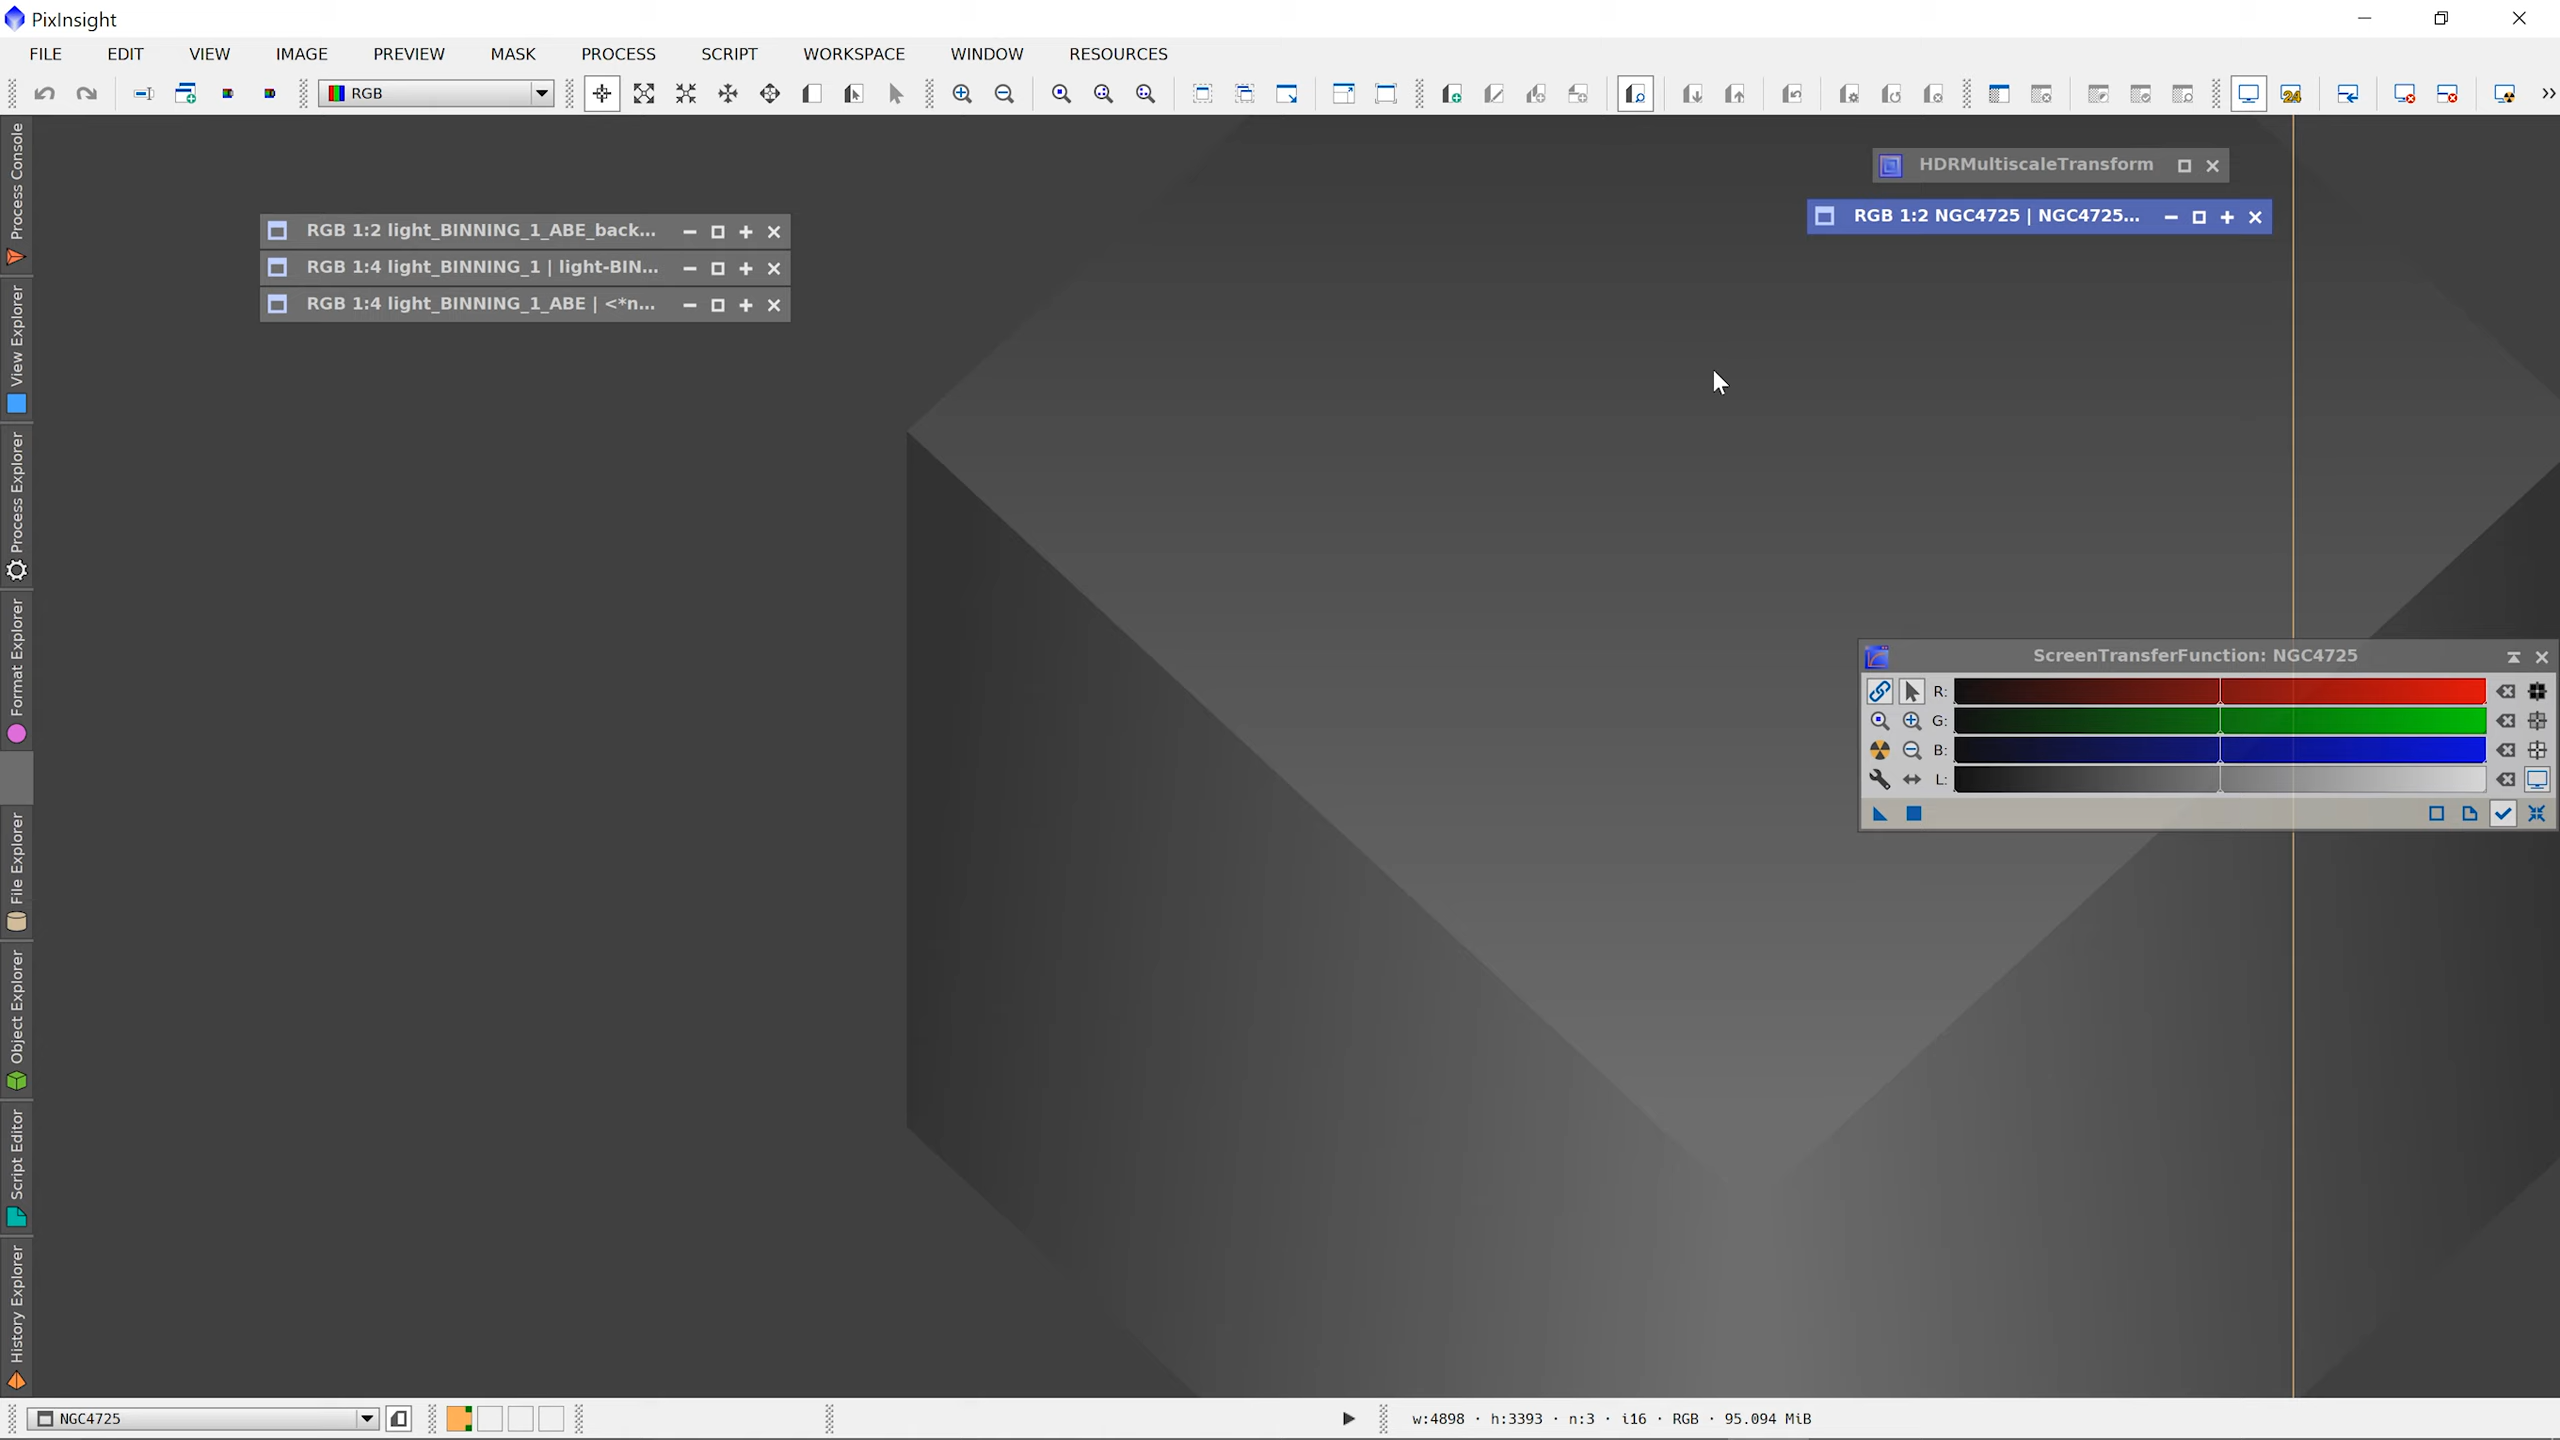 PixInsight
FILE EDIT VIEW IMAGE PREVIEW MASK PROCESS SCRIPT WORKSPACE WINDOW RESOURCES
RGB
24
Process Console
View Explorer
Process Explorer
Format Explorer
File Explorer
Object Explorer
Script Editor
History Explorer
HDRMultiscaleTransform
RGB 1:2 NGC4725 | NGC4725...
RGB 1:2 light_BINNING_1_ABE_back...
RGB 1:4 light_BINNING_1 | light-BIN...
RGB 1:4 light_BINNING_1_ABE | <*n...
ScreenTransferFunction: NGC4725
R:
G:
B:
L:
NGC4725
w:4898 · h:3393 · n:3 · i16 · RGB · 95.094 MiB